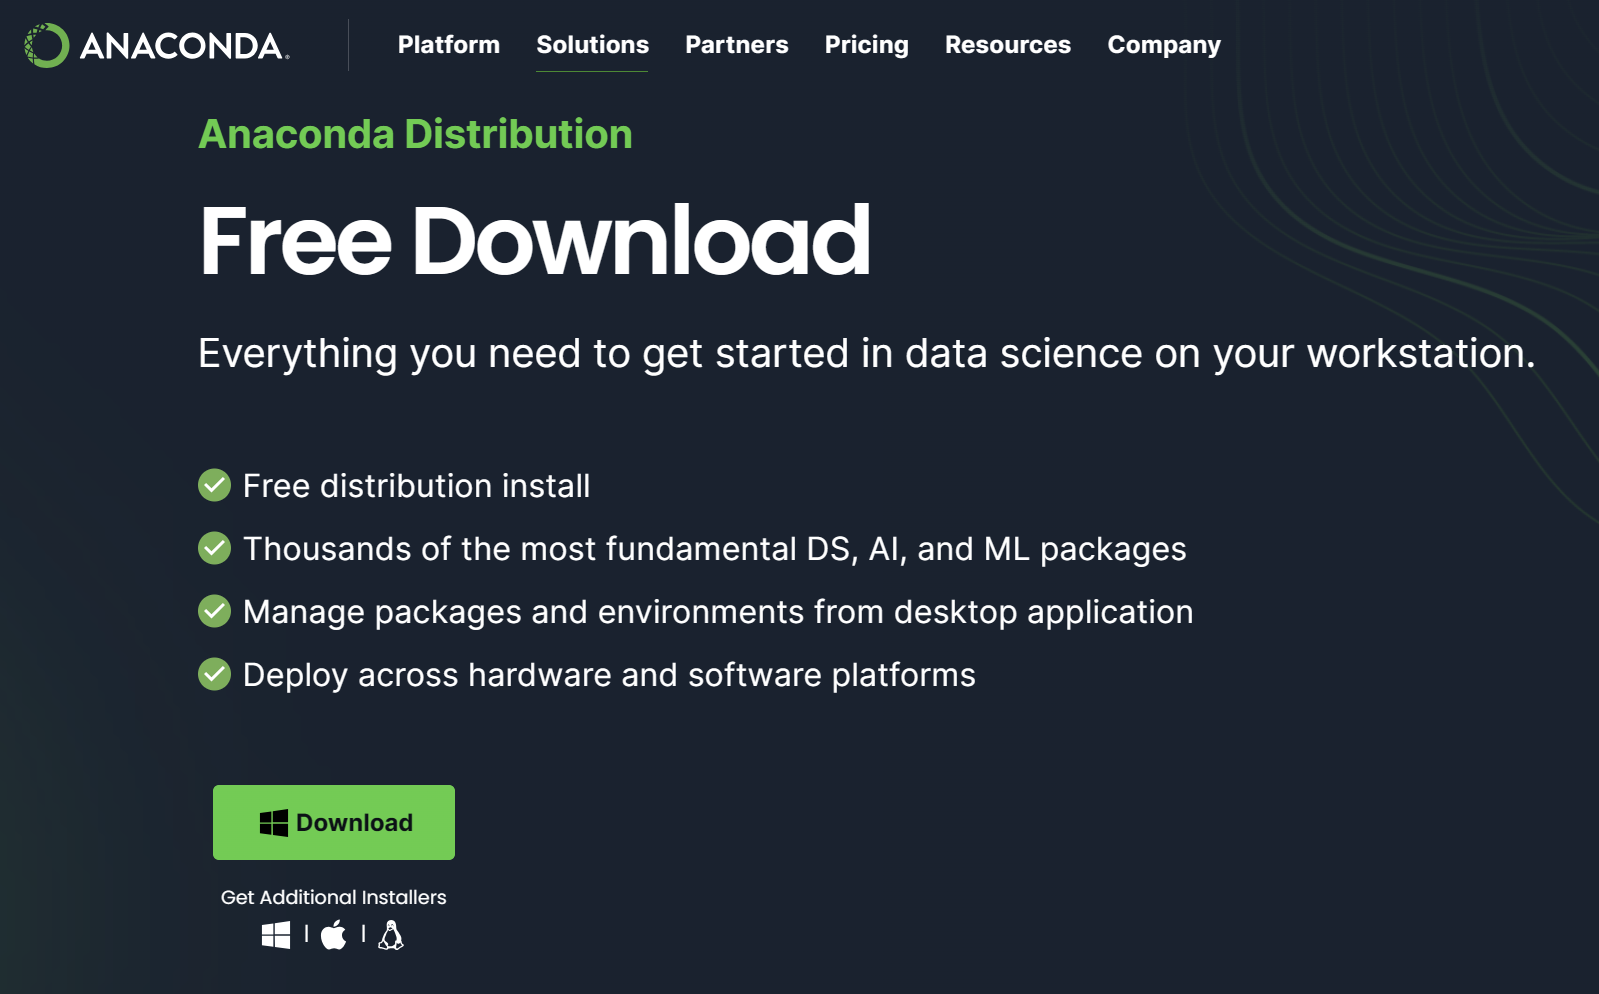 ANACONDA®
Platform Solutions Partners Pricing Resources Company
Anaconda Distribution
Free Download
Everything you need to get started in data science on your workstation.
Free distribution install
Thousands of the most fundamental DS, AI, and ML packages
Manage packages and environments from desktop application
Deploy across hardware and software platforms
Download
Get Additional Installers
| |